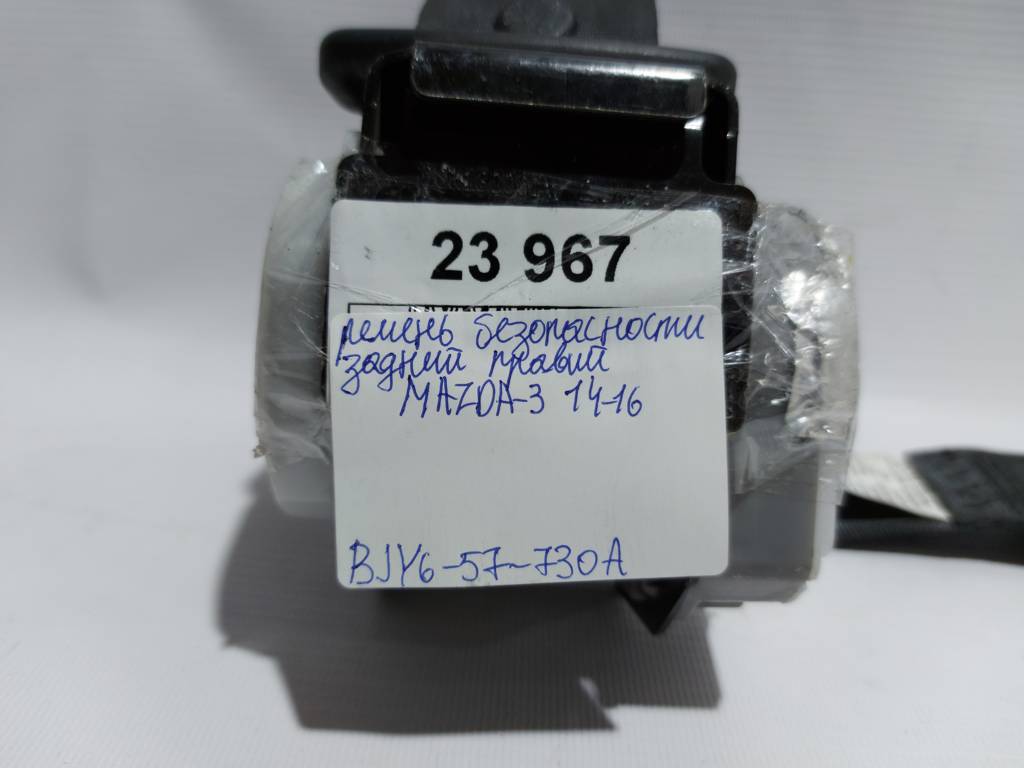 23 967
ремень безопасности
задний правый
MAZDA-3 14-16
BJY6-57-730A